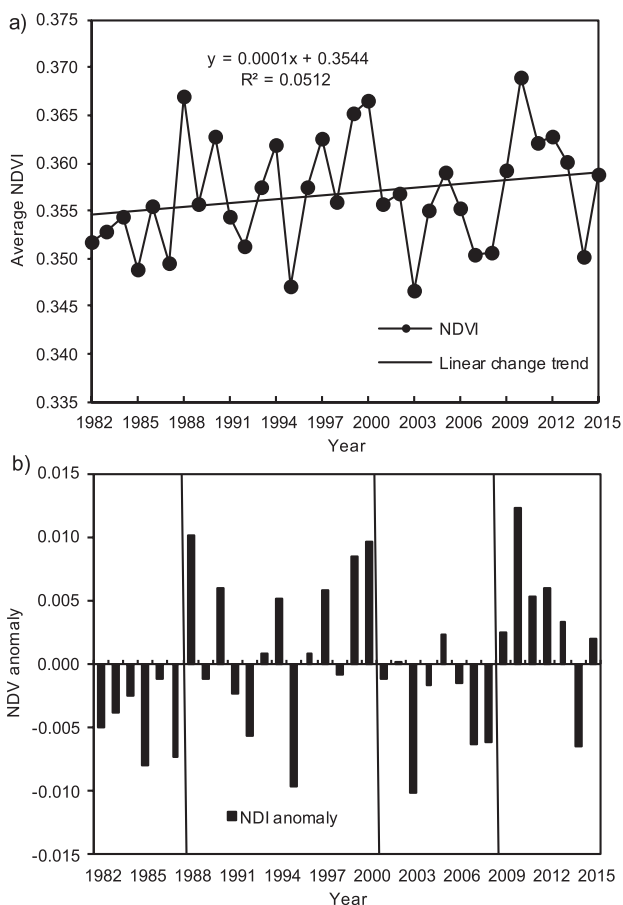 a)
0.375
0.370
0.365
0.360
0.355
0.350
0.345
0.340
0.335
Average NDVI
y = 0.0001x + 0.3544
R² = 0.0512
NDVI
Linear change trend
1982 1985 1988 1991 1994 1997 2000 2003 2006 2009 2012 2015
Year
b)
0.015
0.010
0.005
0.000
-0.005
-0.010
-0.015
NDV anomaly
NDI anomaly
1982 1985 1988 1991 1994 1997 2000 2003 2006 2009 2012 2015
Year